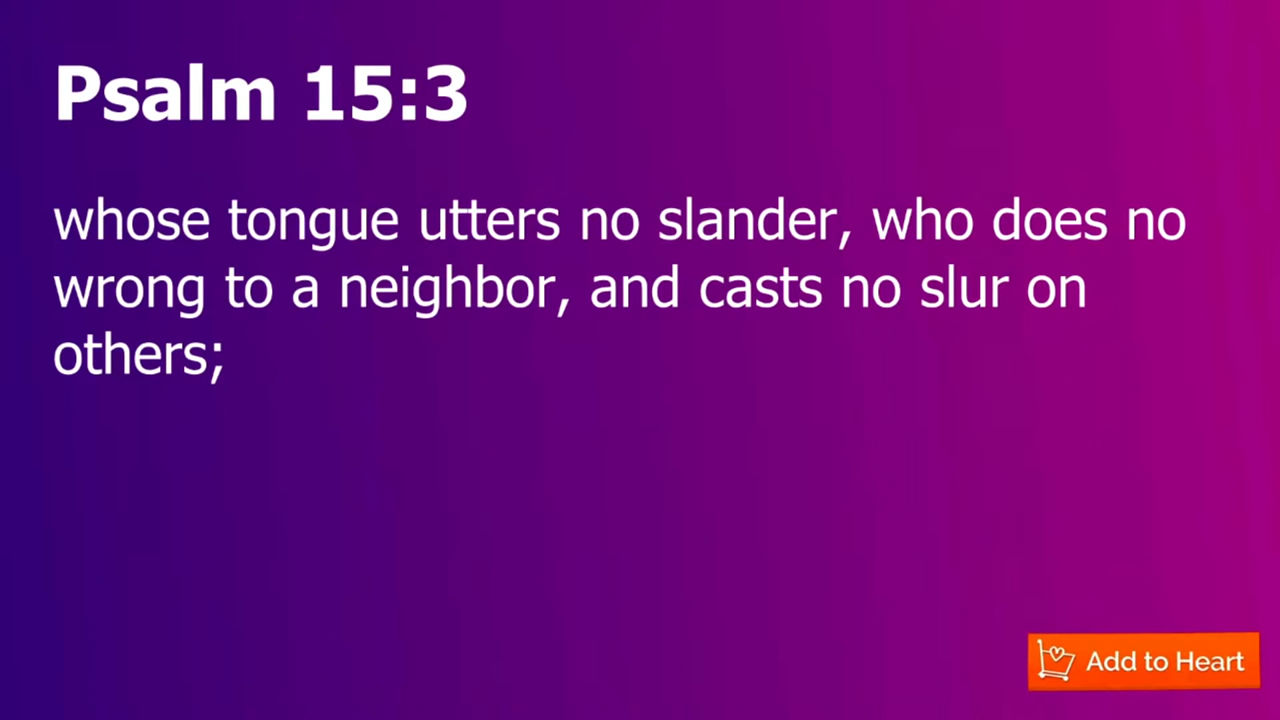 Psalm 15:3
whose tongue utters no slander, who does no
wrong to a neighbor, and casts no slur on
others;
Add to Heart